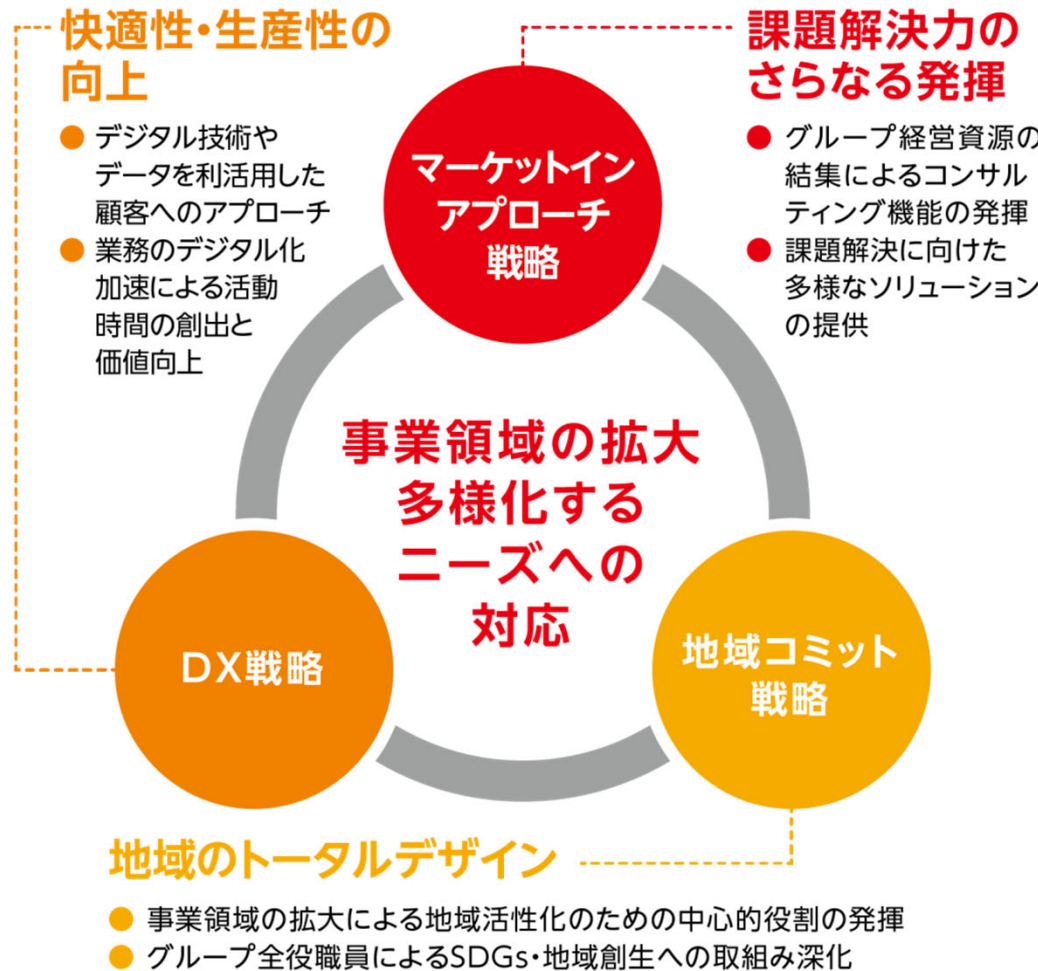 快適性・生産性の
向上
● デジタル技術や
データを利活用した
顧客へのアプローチ
● 業務のデジタル化
加速による活動
時間の創出と
価値向上
マーケットイン
アプローチ
戦略
課題解決力の
さらなる発揮
● グループ経営資源の
結集によるコンサル
ティング機能の発揮
● 課題解決に向けた
多様なソリューション
の提供
事業領域の拡大
多様化する
ニーズへの
対応
DX戦略
地域コミット
戦略
地域のトータルデザイン
● 事業領域の拡大による地域活性化のための中心的役割の発揮
● グループ全役職員によるSDGs・地域創生への取組み深化